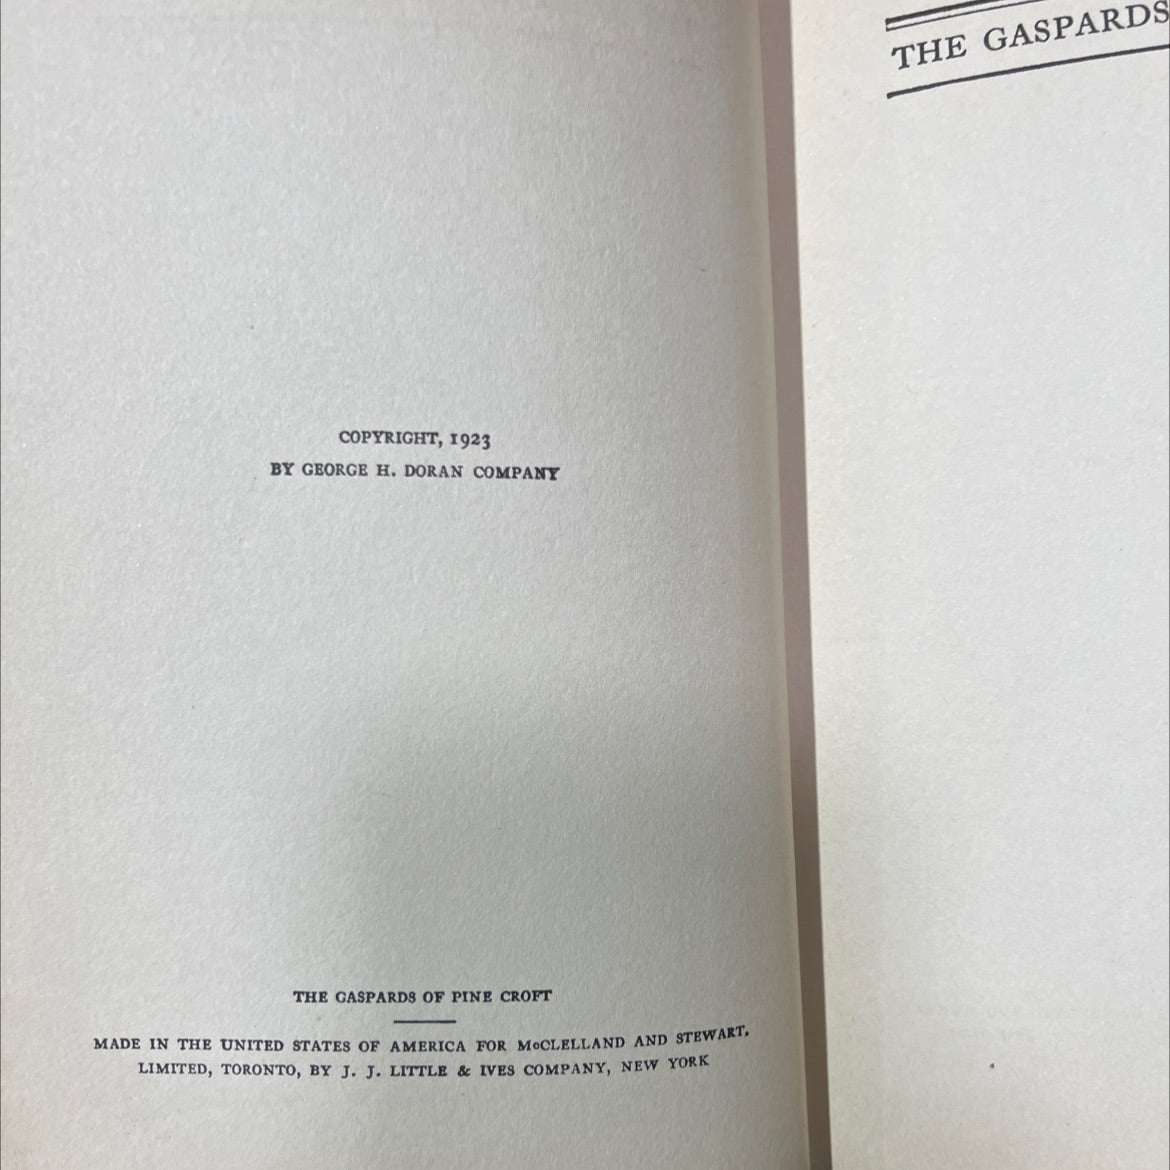 COPYRIGHT, 1923
BY GEORGE H. DORAN COMPANY
THE GASPARDS OF PINE CROFT
MADE IN THE UNITED STATES OF AMERICA FOR McCLELLAND AND STEWART,
LIMITED, TORONTO, BY J. J. LITTLE & IVES COMPANY, NEW YORK
THE GASPARDS